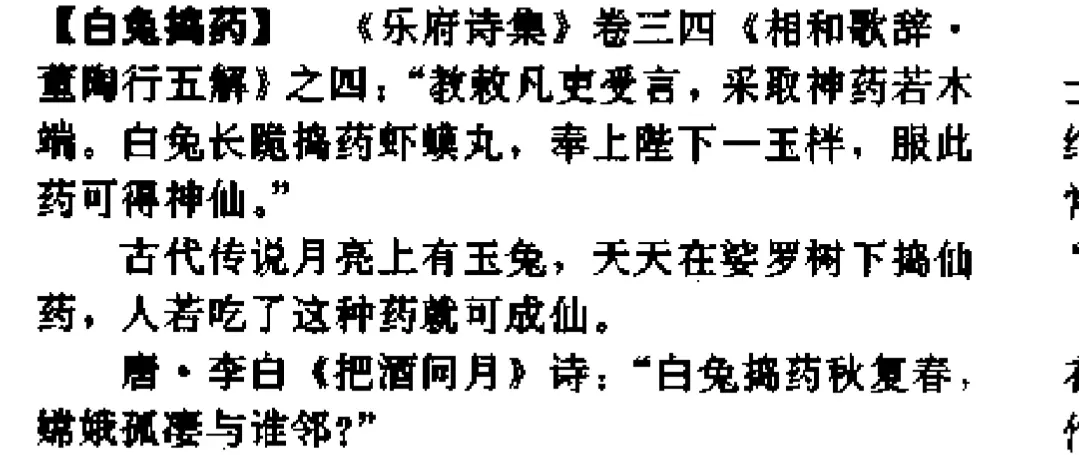 【白兔捣药】 《乐府诗集》卷三四《相和歌辞·
董陶行五解》之四：“教敕凡吏受言，采取神药若木
端。白兔长跪捣药虾蟆丸，奉上陛下一玉柈，服此
药可得神仙。”
古代传说月亮上有玉兔，天天在娑罗树下捣仙
药，人若吃了这种药就可成仙。
唐·李白《把酒问月》诗：“白兔捣药秋复春，
嫦娥孤凄与谁邻？”